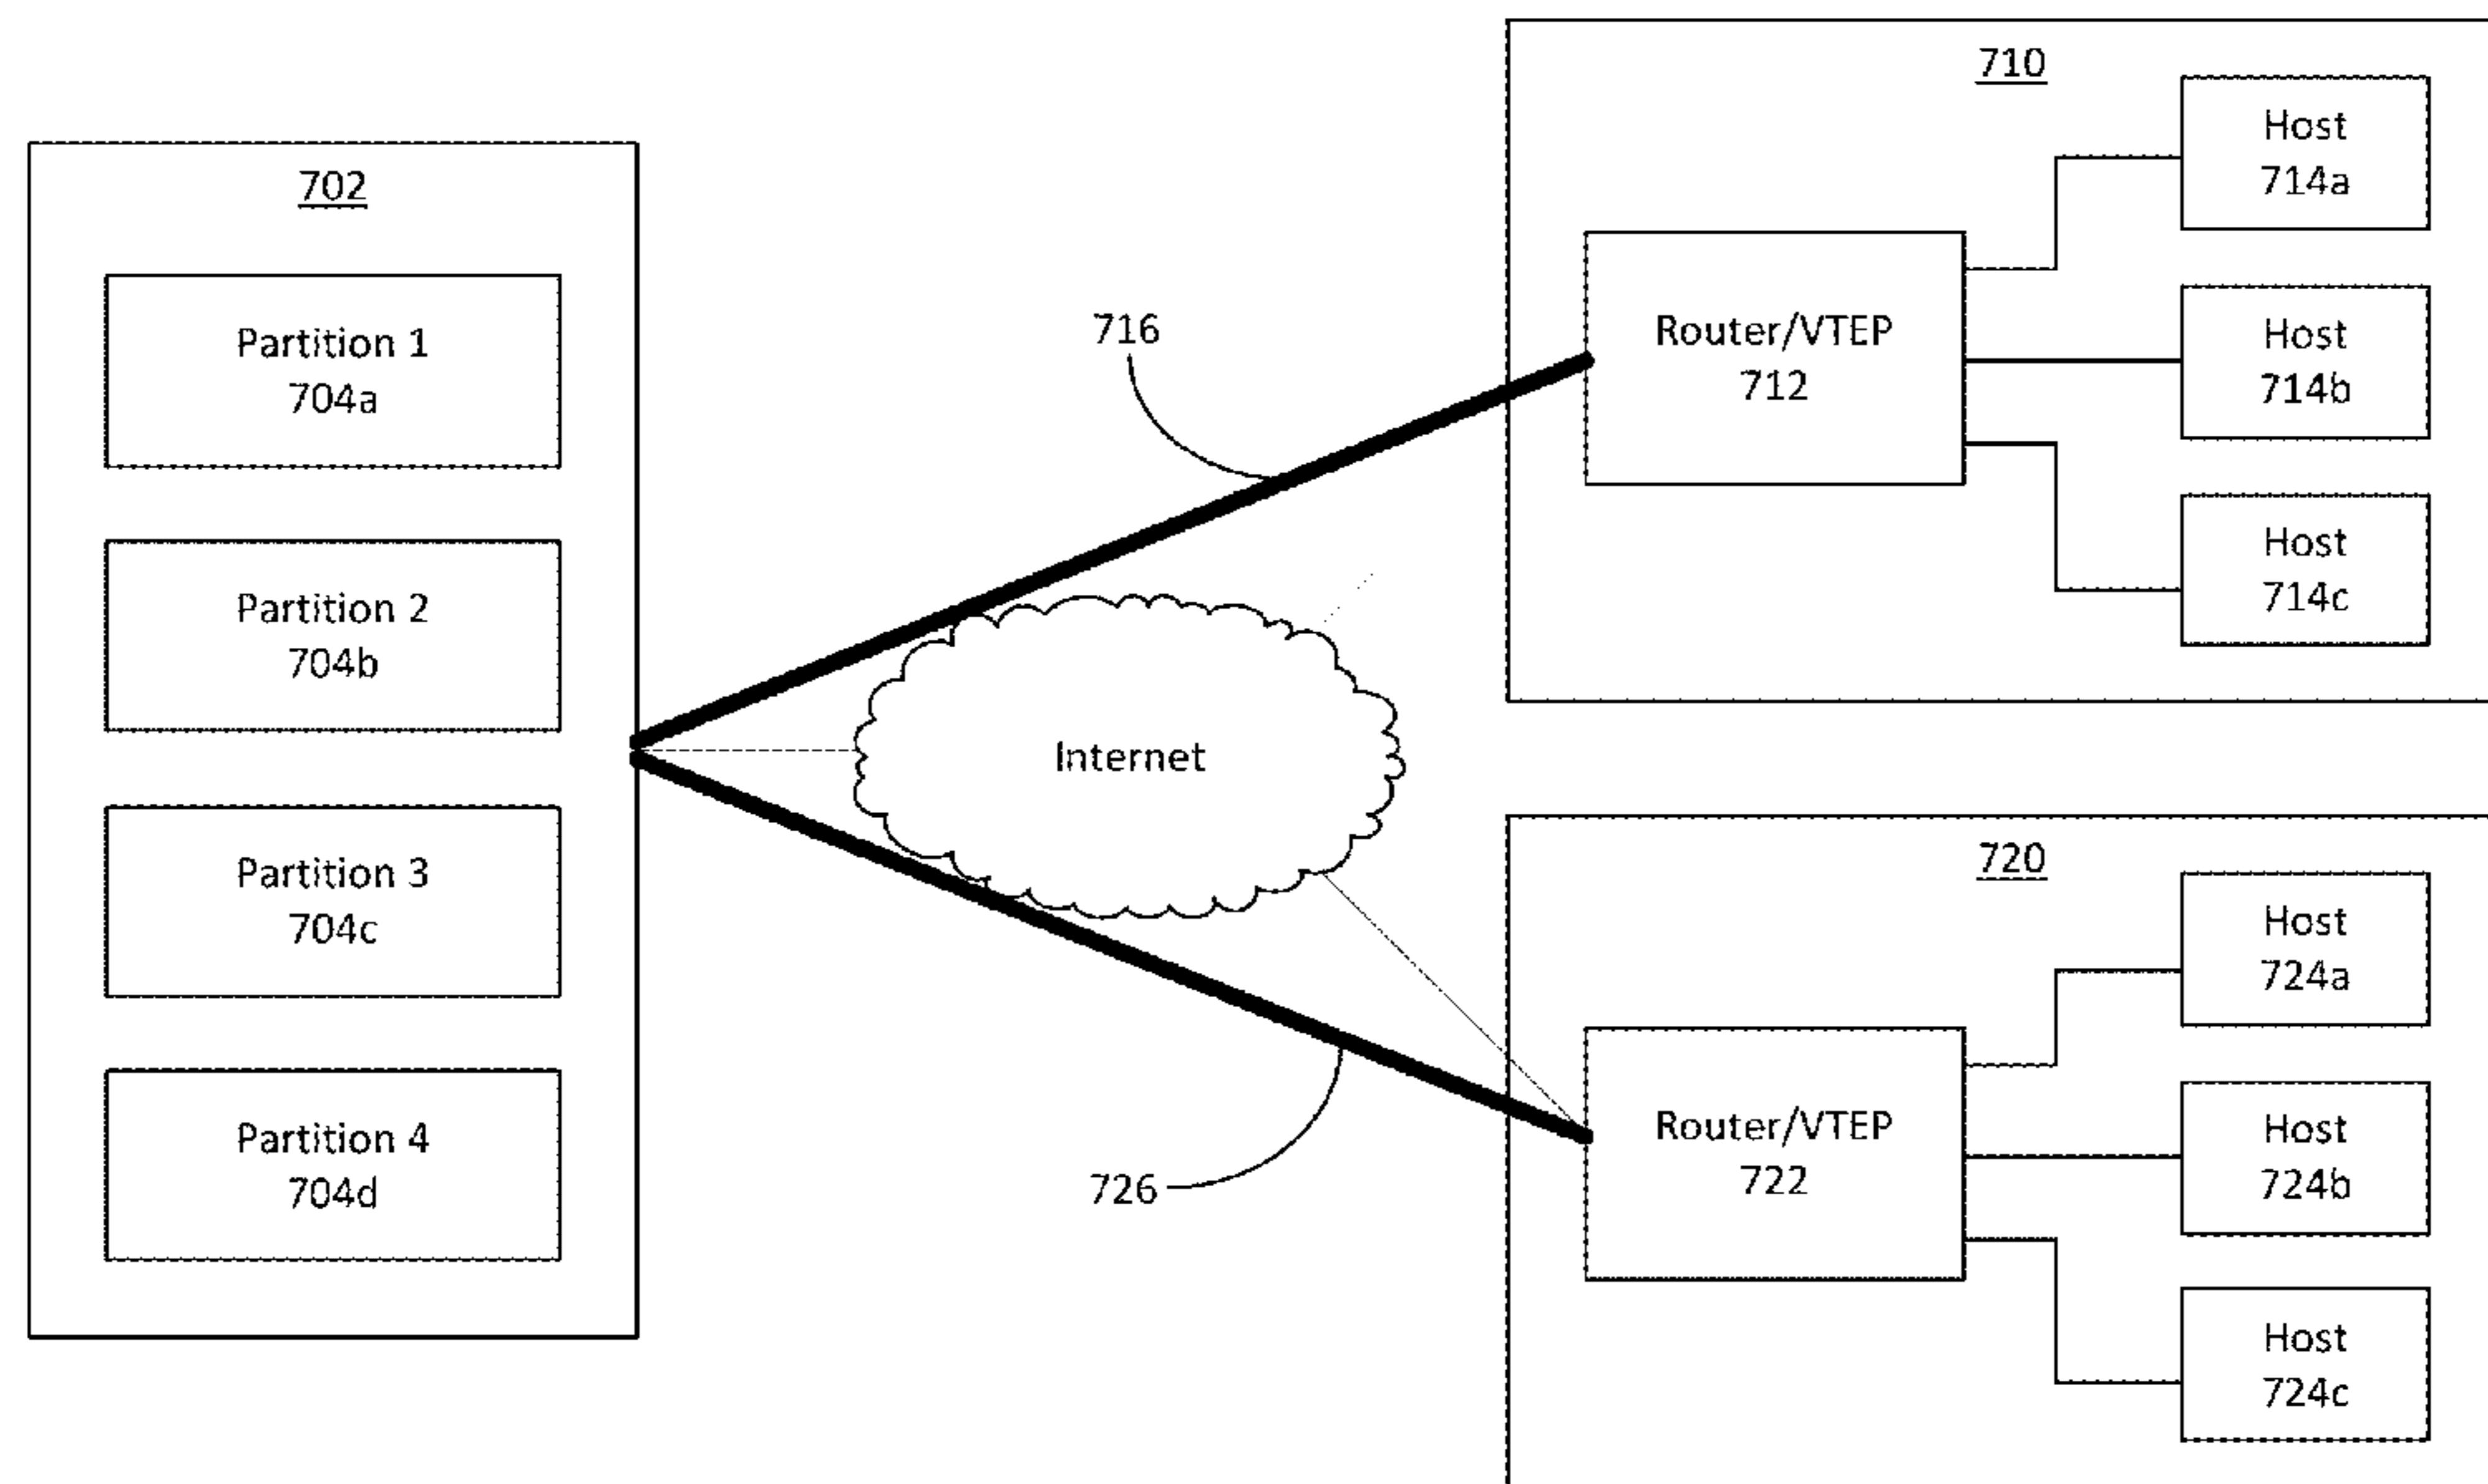 702
Partition 1
704a
Partition 2
704b
Partition 3
704c
Partition 4
704d
716
Internet
726
710
Router/VTEP
712
Host
714a
Host
714b
Host
714c
720
Router/VTEP
722
Host
724a
Host
724b
Host
724c